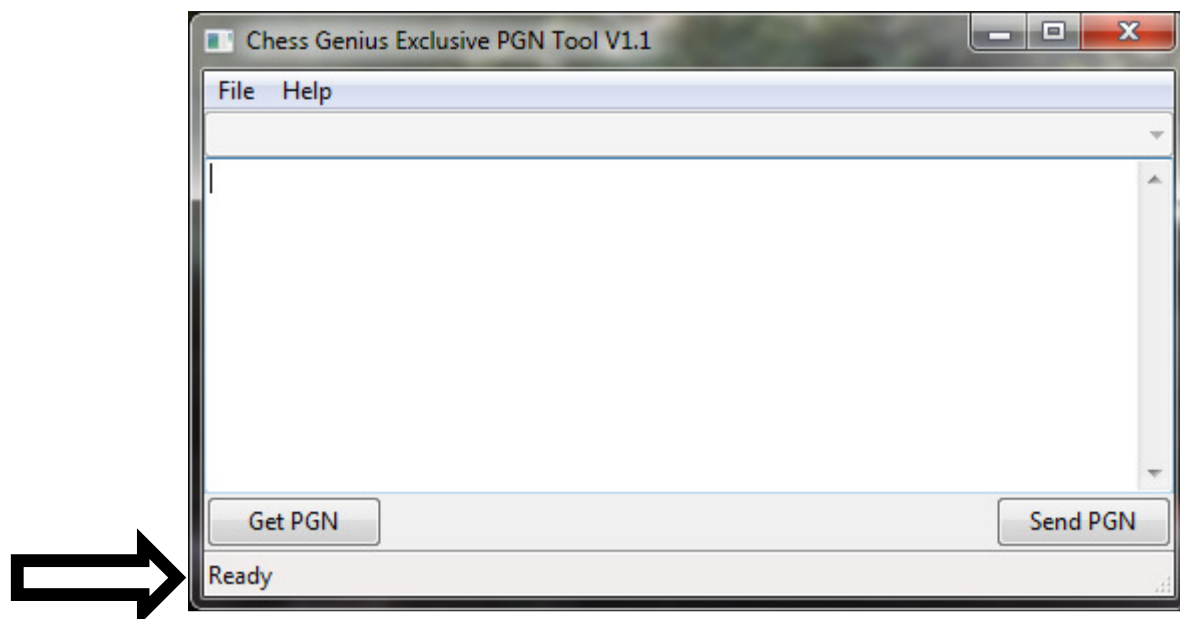 Chess Genius Exclusive PGN Tool V1.1
File Help
Get PGN Send PGN
Ready